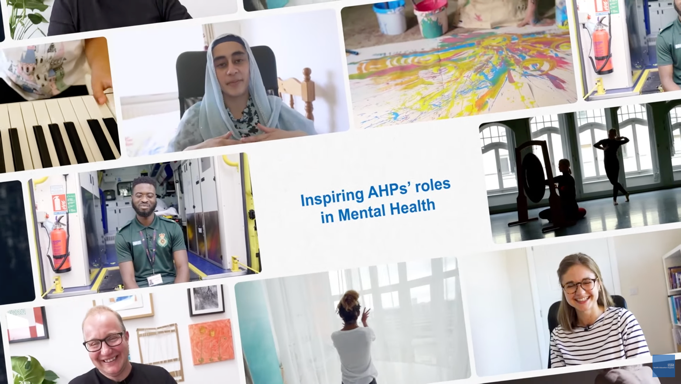 Inspiring AHPs' roles
in Mental Health